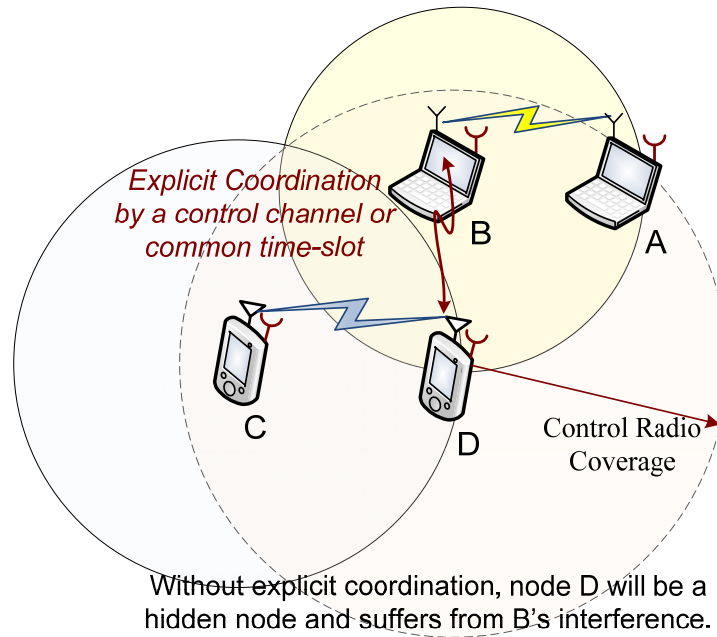 Explicit Coordination
by a control channel or
common time-slot
B
A
C
D
Control Radio
Coverage
Without explicit coordination, node D will be a
hidden node and suffers from B's interference.